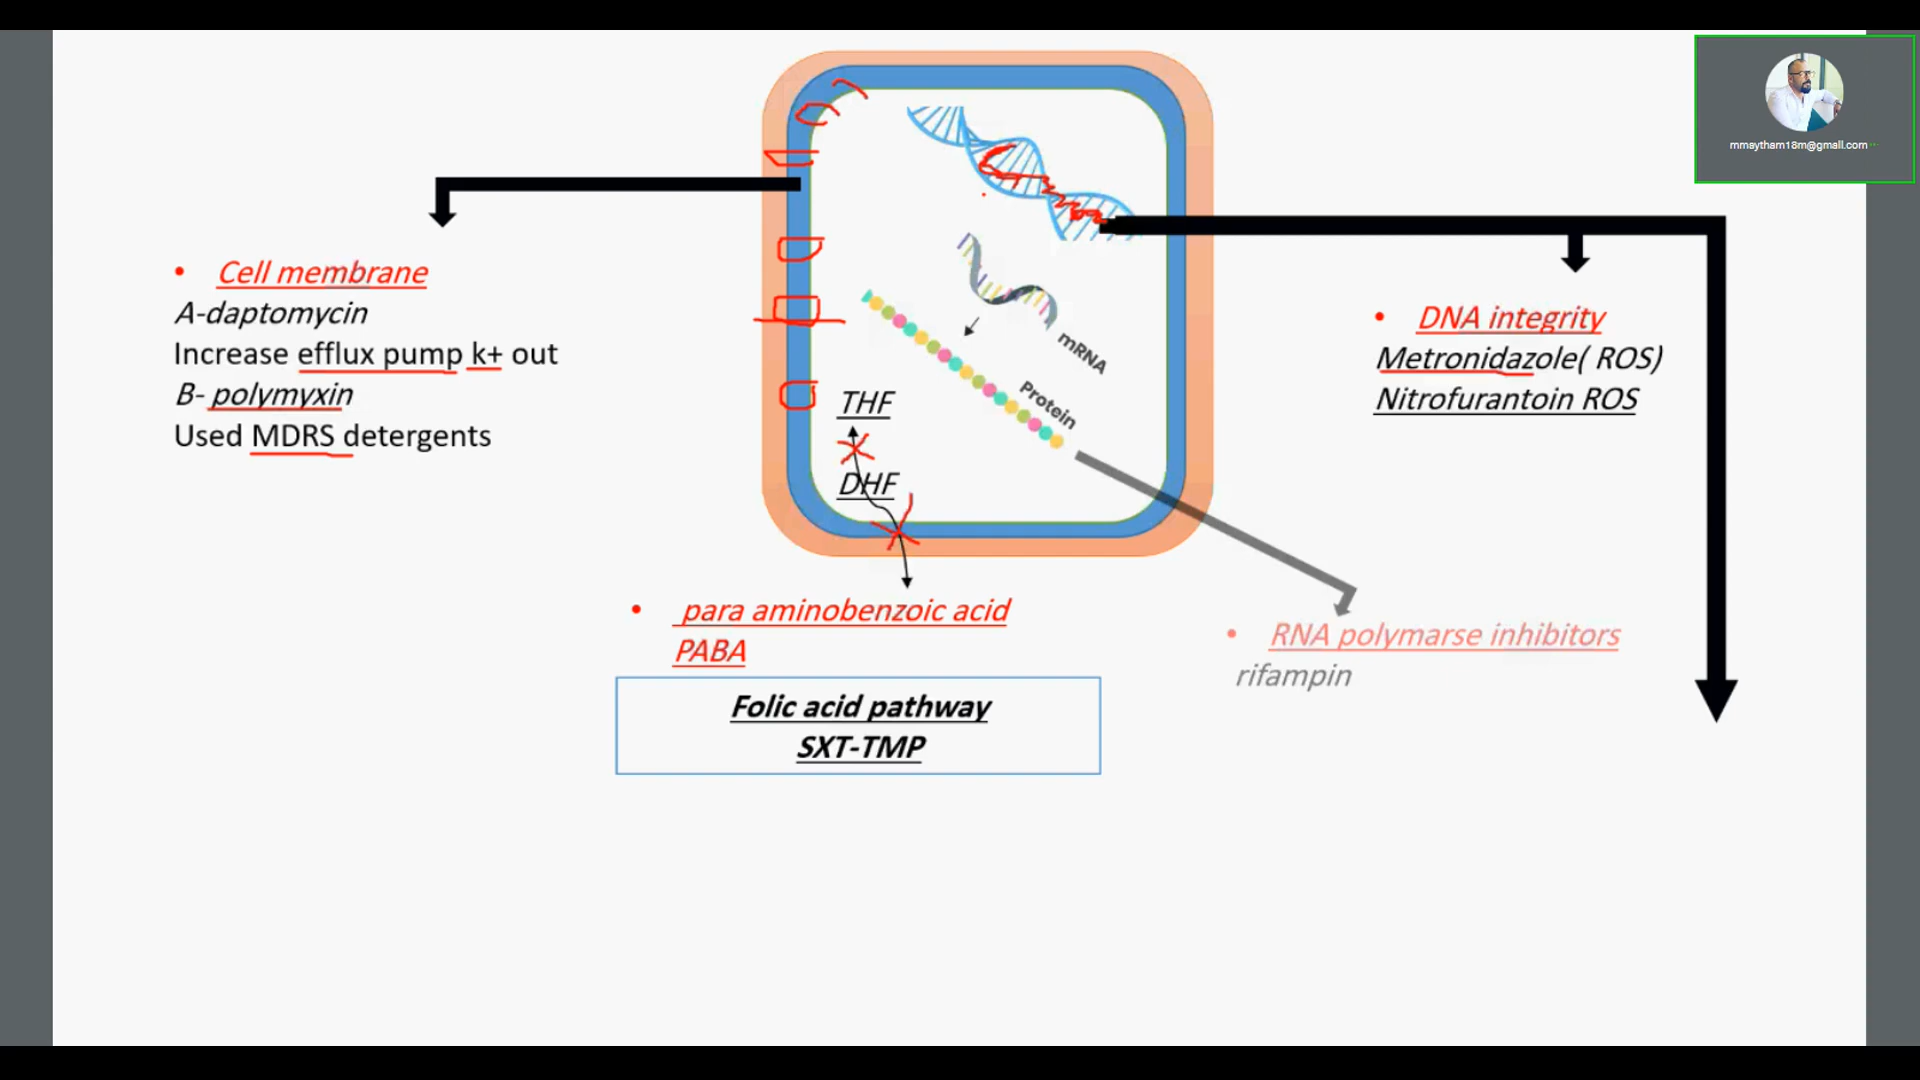 mmaytham18m@gmall.com
• Cell membrane
A-daptomycin
Increase efflux pump k+ out
B- polymyxin
Used MDRS detergents
mRNA
Protein
THF
DHF
• DNA integrity
Metronidazole( ROS)
Nitrofurantoin ROS
• para aminobenzoic acid
PABA
Folic acid pathway
SXT-TMP
• RNA polymarse inhibitors
rifampin